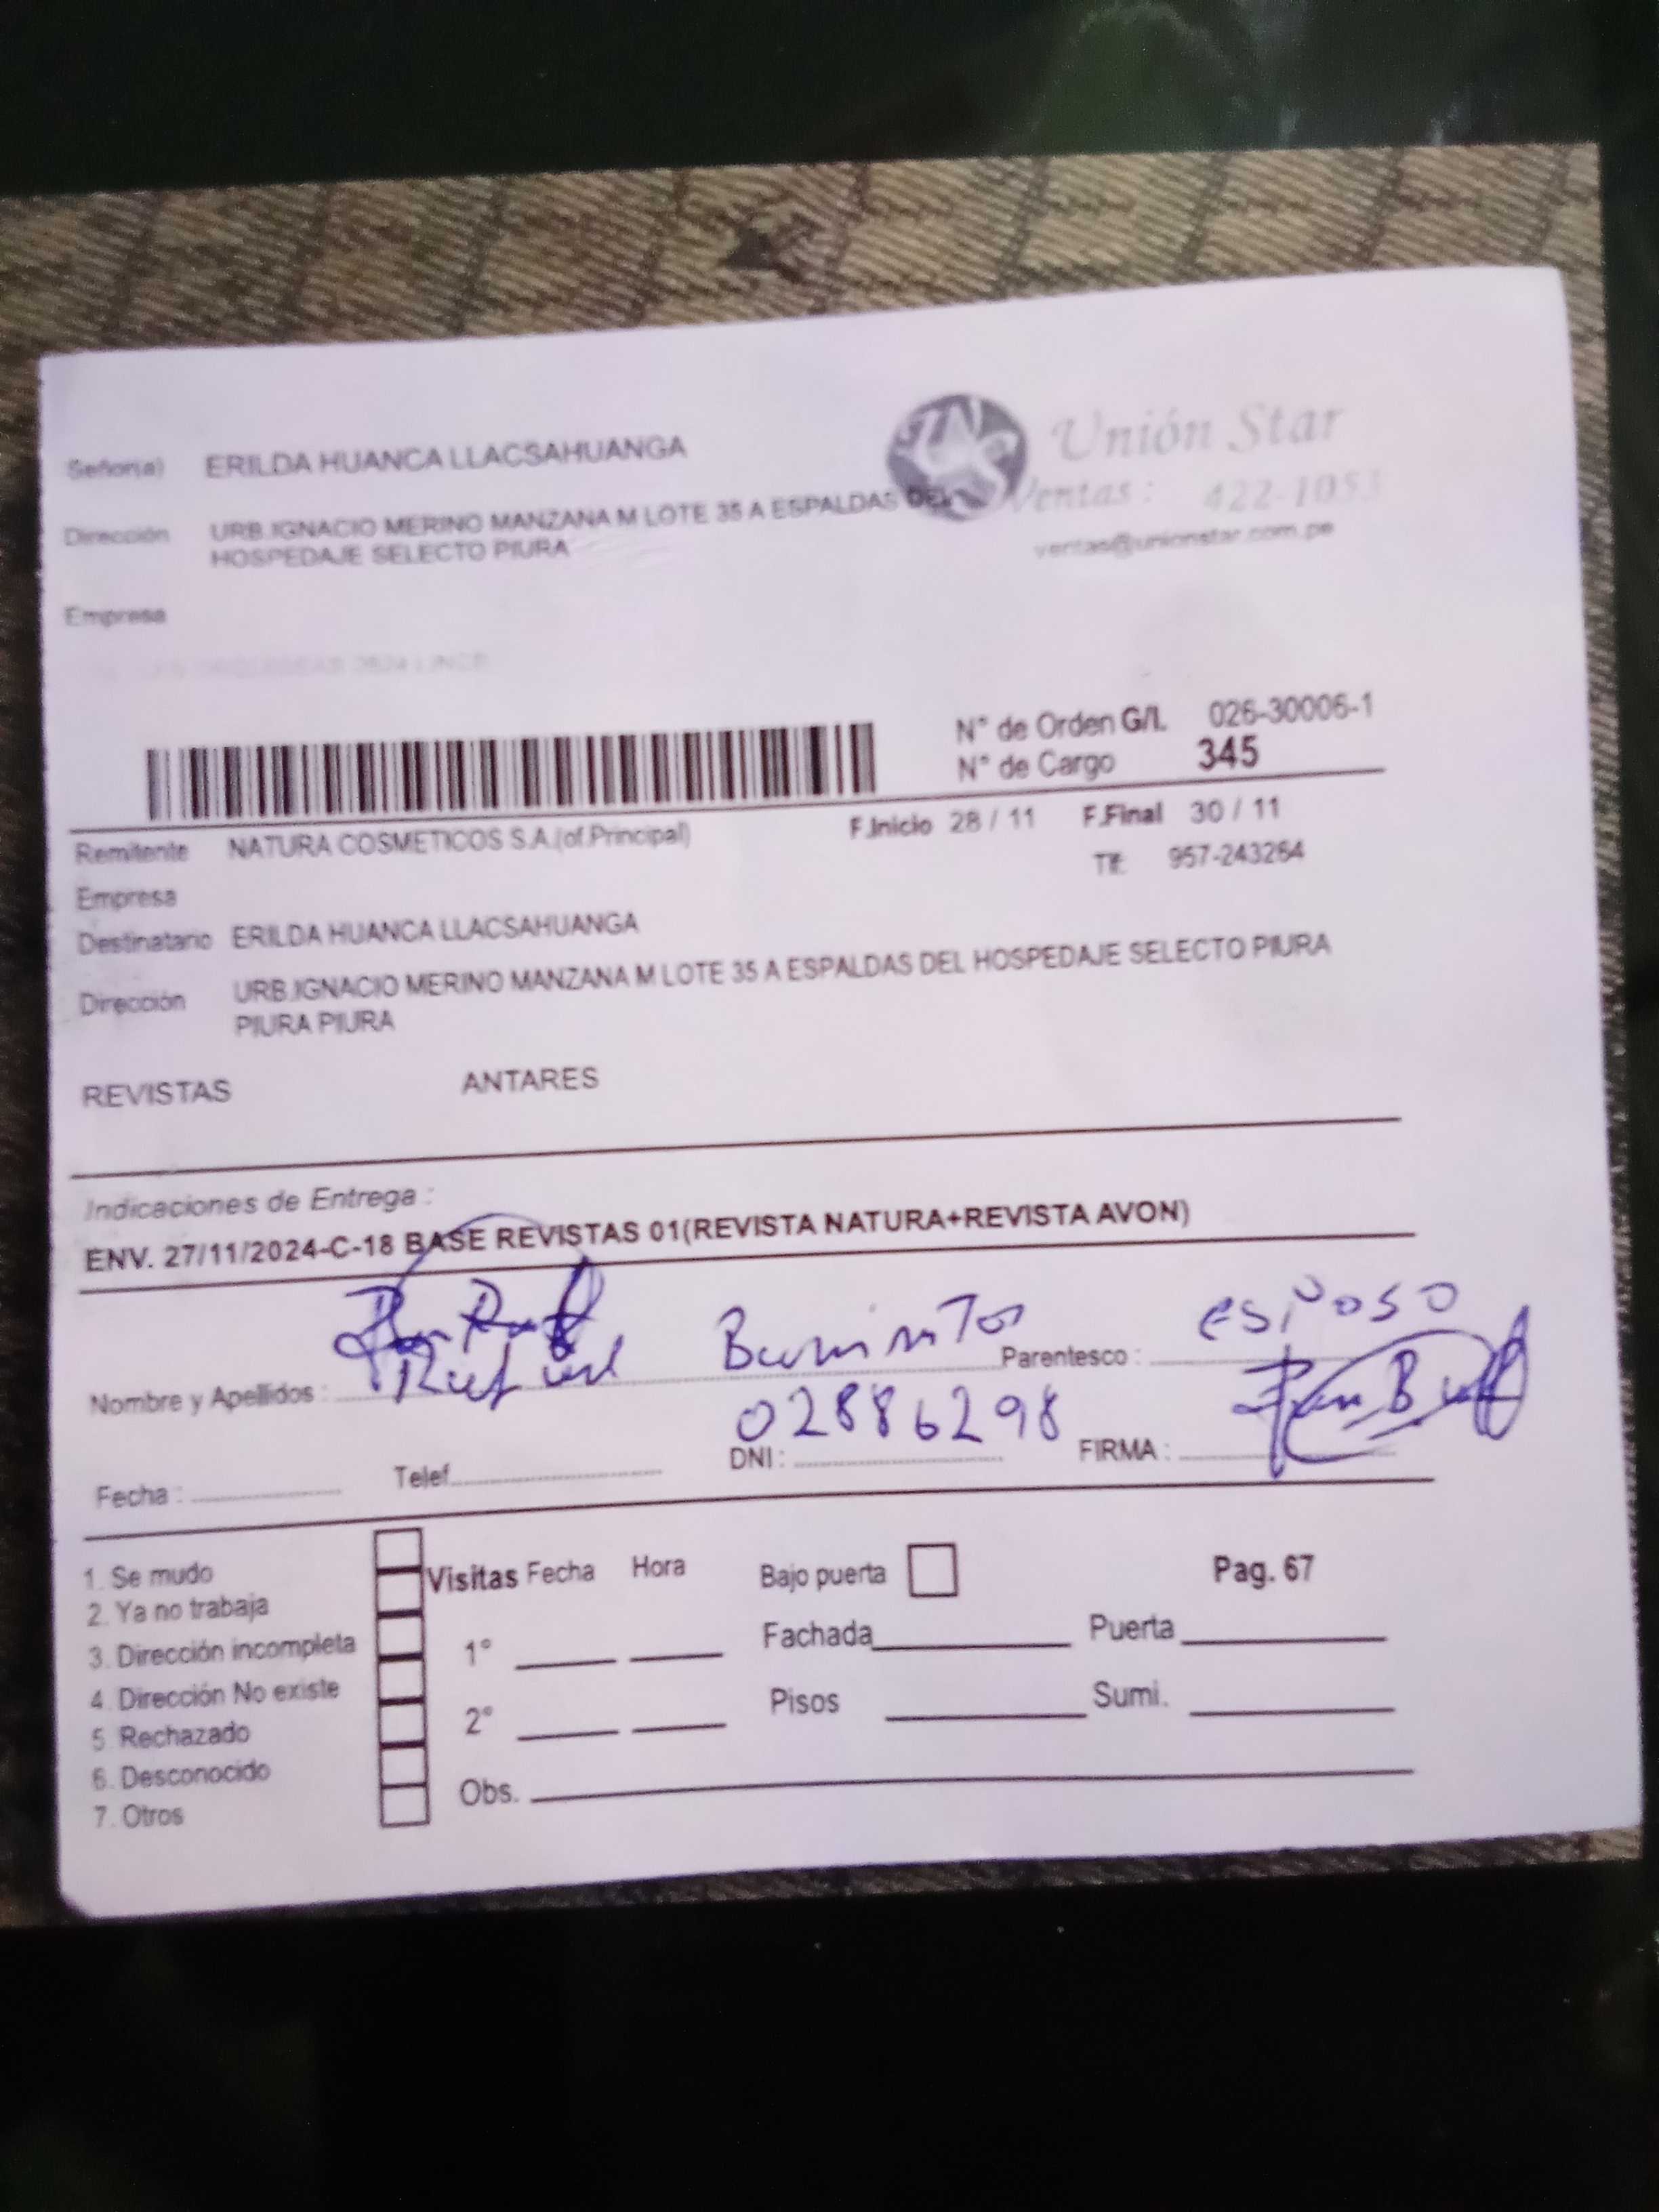 Señor(a) ERILDA HUANCA LLACSAHUANGA
Unión Star
Dirección URB.IGNACIO MERINO MANZANA M LOTE 35 A ESPALDAS DEL
HOSPEDAJE SELECTO PIURA
Ventas : 422-1053
ventas@unionstar.com.pe
Empresa
N° de Orden G/I. 026-30006-1
N° de Cargo 345
Remitente NATURA COSMETICOS S.A.(of.Principal) F.Inicio 28 / 11 F.Final 30 / 11
Tlf: 957-243264
Empresa
Destinatario ERILDA HUANCA LLACSAHUANGA
Dirección URB.IGNACIO MERINO MANZANA M LOTE 35 A ESPALDAS DEL HOSPEDAJE SELECTO PIURA
PIURA PIURA
REVISTAS ANTARES
Indicaciones de Entrega :
ENV. 27/11/2024-C-18 BASE REVISTAS 01(REVISTA NATURA+REVISTA AVON)
Nombre y Apellidos : Parentesco : esposo
Fecha : Telef. DNI : 02886298 FIRMA :
1. Se mudo
2. Ya no trabaja
3. Dirección incompleta
4. Dirección No existe
5 Rechazado
6. Desconocido
7. Otros
Visitas Fecha Hora
1°
2°
Obs.
Bajo puerta Pag. 67
Fachada Puerta
Pisos Sumi.